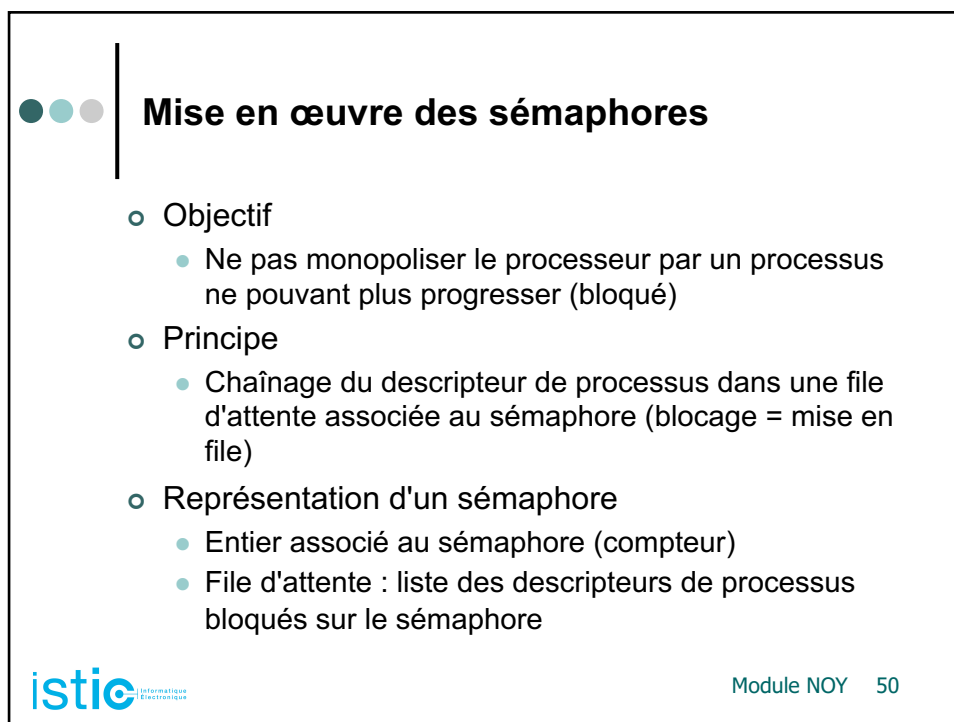 Mise en œuvre des sémaphores
Objectif
Ne pas monopoliser le processeur par un processus
ne pouvant plus progresser (bloqué)
Principe
Chaînage du descripteur de processus dans une file
d'attente associée au sémaphore (blocage = mise en
file)
Représentation d'un sémaphore
Entier associé au sémaphore (compteur)
File d'attente : liste des descripteurs de processus
bloqués sur le sémaphore
istic Informatique
Électronique
Module NOY 50